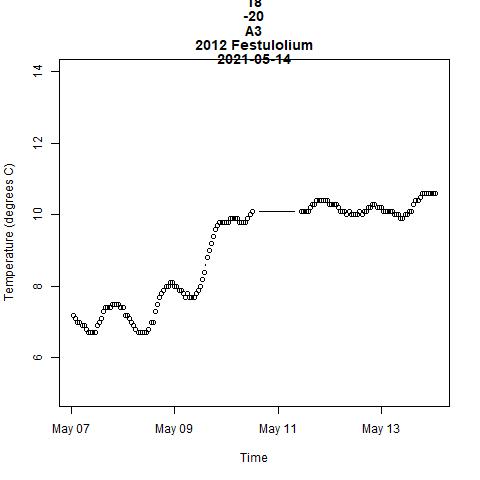 18
-20
A3
2012 Festulolium
2021-05-14
14
12
10
8
6
Temperature (degrees C)
May 07
May 09
May 11
May 13
Time